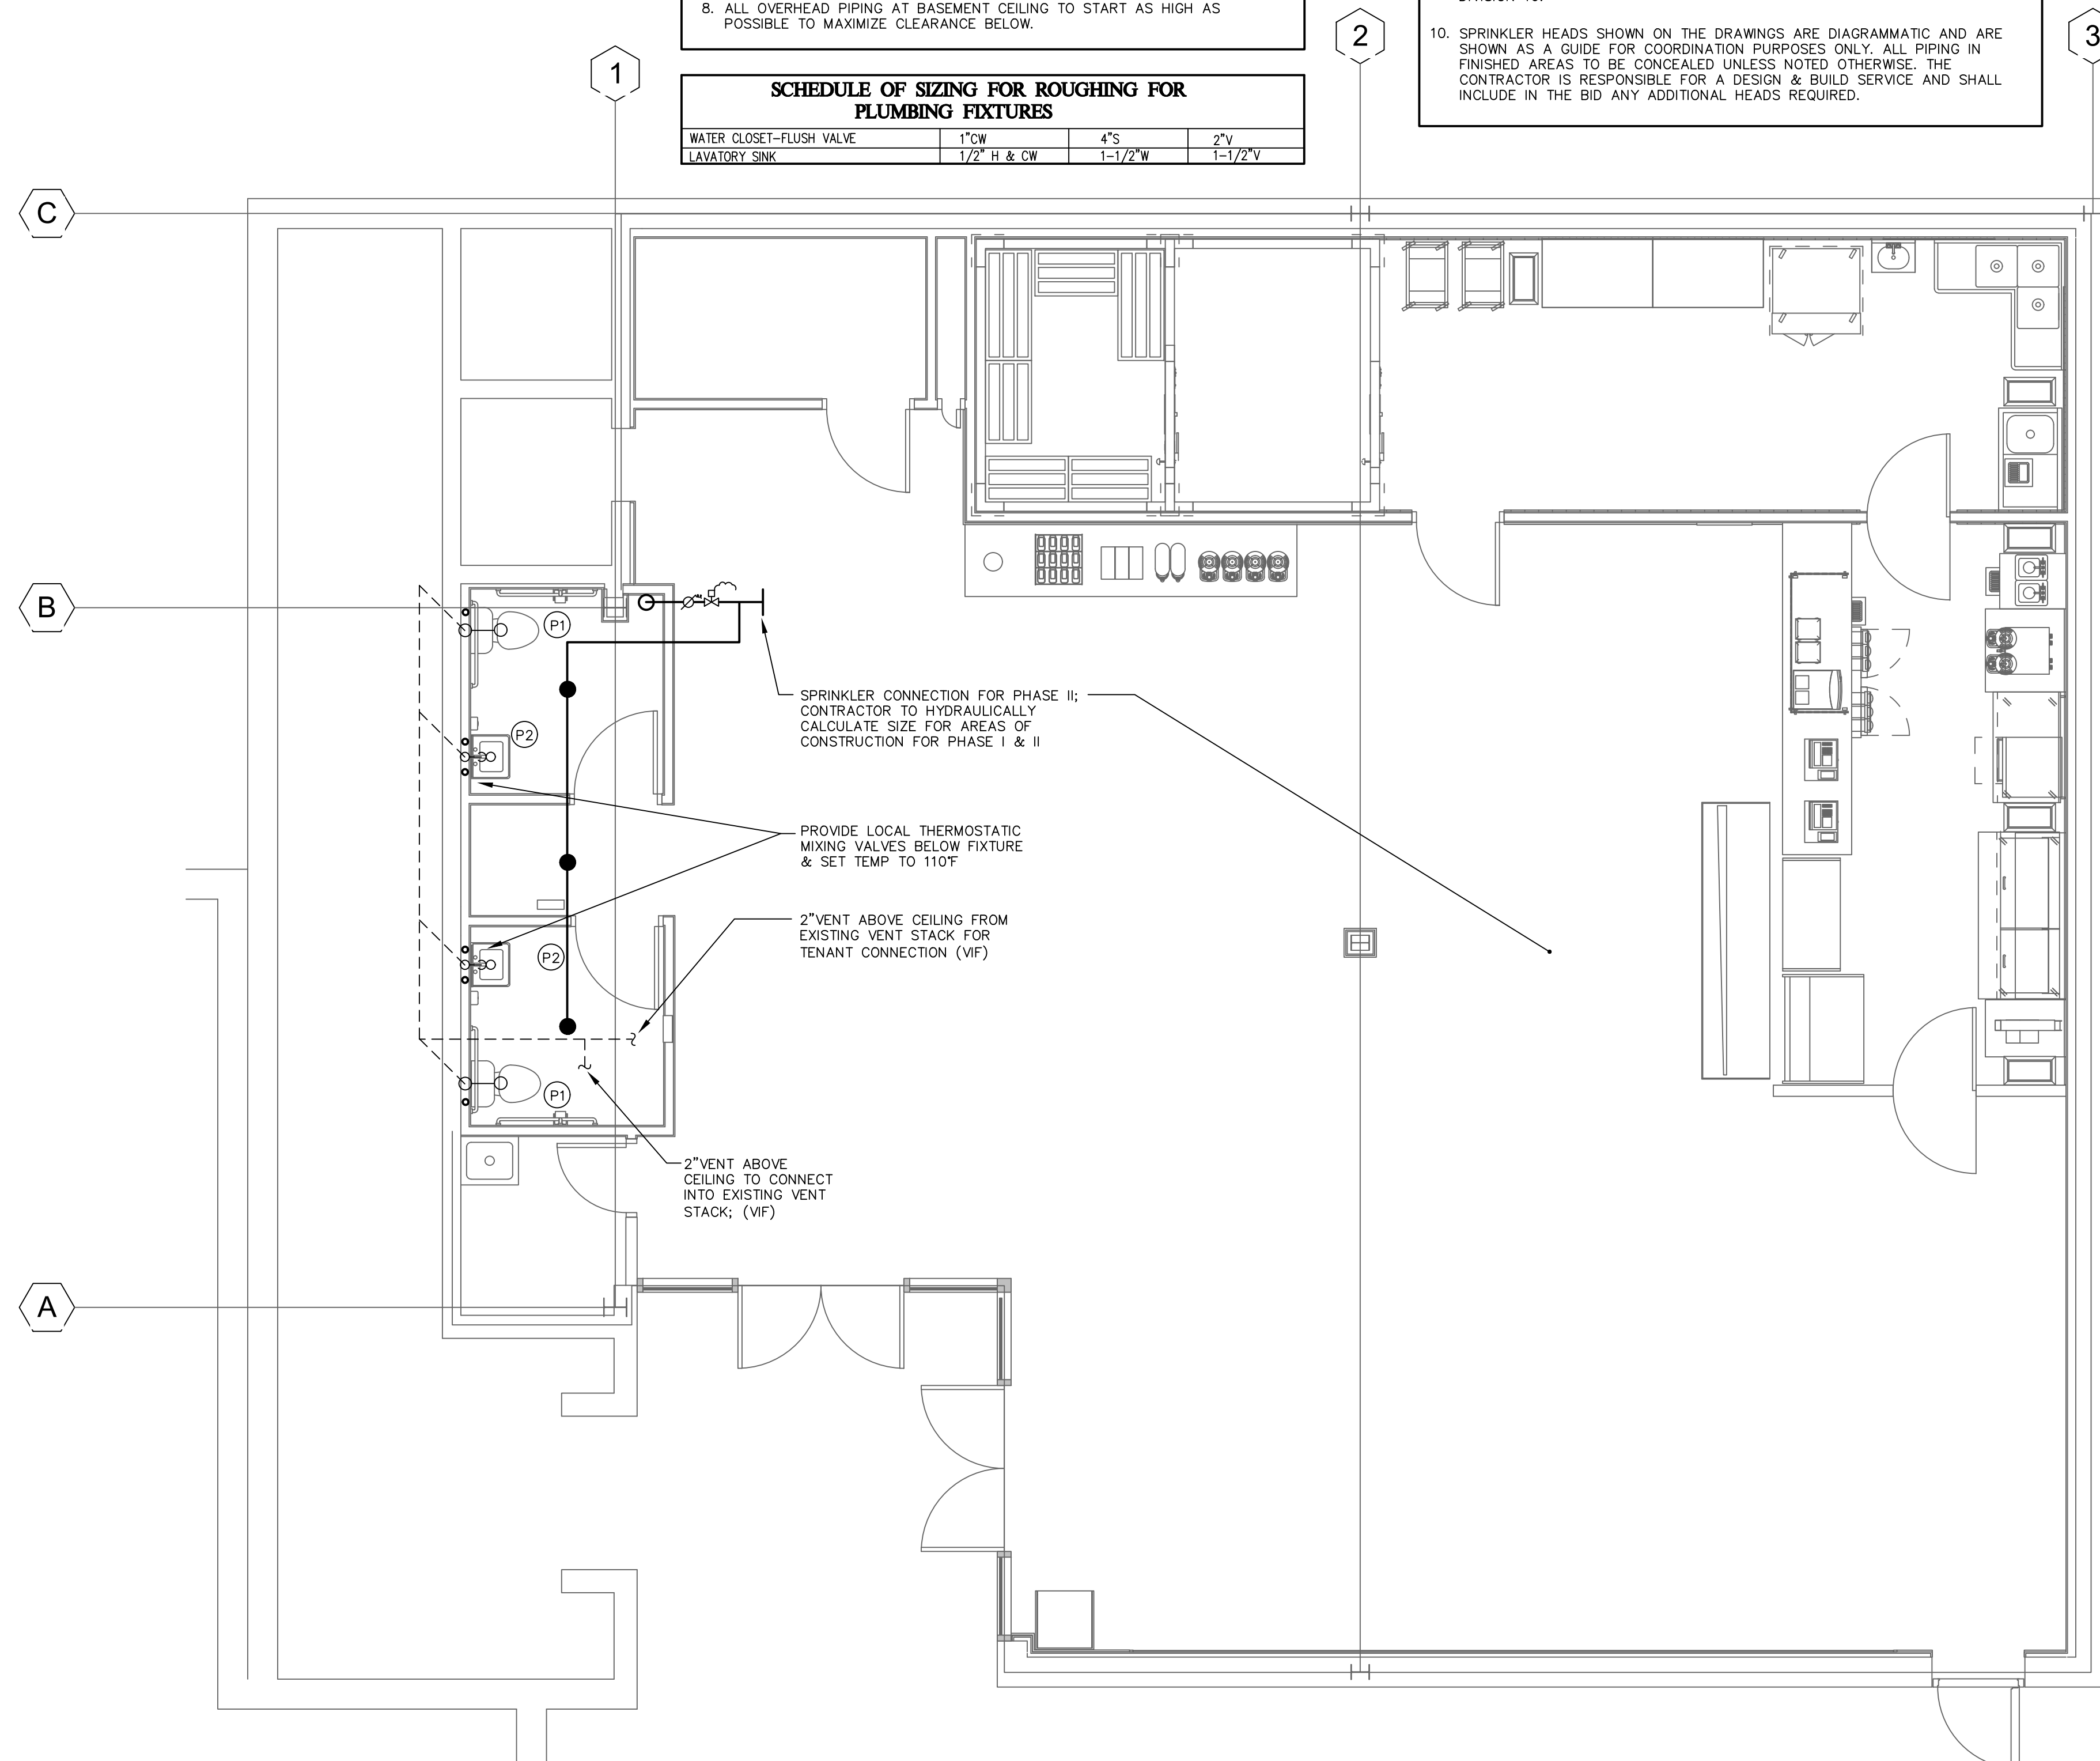 8. ALL OVERHEAD PIPING AT BASEMENT CEILING TO START AS HIGH AS
POSSIBLE TO MAXIMIZE CLEARANCE BELOW.
10. SPRINKLER HEADS SHOWN ON THE DRAWINGS ARE DIAGRAMMATIC AND ARE
SHOWN AS A GUIDE FOR COORDINATION PURPOSES ONLY. ALL PIPING IN
FINISHED AREAS TO BE CONCEALED UNLESS NOTED OTHERWISE. THE
CONTRACTOR IS RESPONSIBLE FOR A DESIGN & BUILD SERVICE AND SHALL
INCLUDE IN THE BID ANY ADDITIONAL HEADS REQUIRED.
1
2
3
SCHEDULE OF SIZING FOR ROUGHING FOR
PLUMBING FIXTURES
WATER CLOSET-FLUSH VALVE 1"CW 4"S 2"V
LAVATORY SINK 1/2" H & CW 1-1/2"W 1-1/2"V
C
B
P1
P2
SPRINKLER CONNECTION FOR PHASE II;
CONTRACTOR TO HYDRAULICALLY
CALCULATE SIZE FOR AREAS OF
CONSTRUCTION FOR PHASE I & II
PROVIDE LOCAL THERMOSTATIC
MIXING VALVES BELOW FIXTURE
& SET TEMP TO 110°F
2"VENT ABOVE CEILING FROM
EXISTING VENT STACK FOR
TENANT CONNECTION (VIF)
P2
P1
2"VENT ABOVE
CEILING TO CONNECT
INTO EXISTING VENT
STACK; (VIF)
A